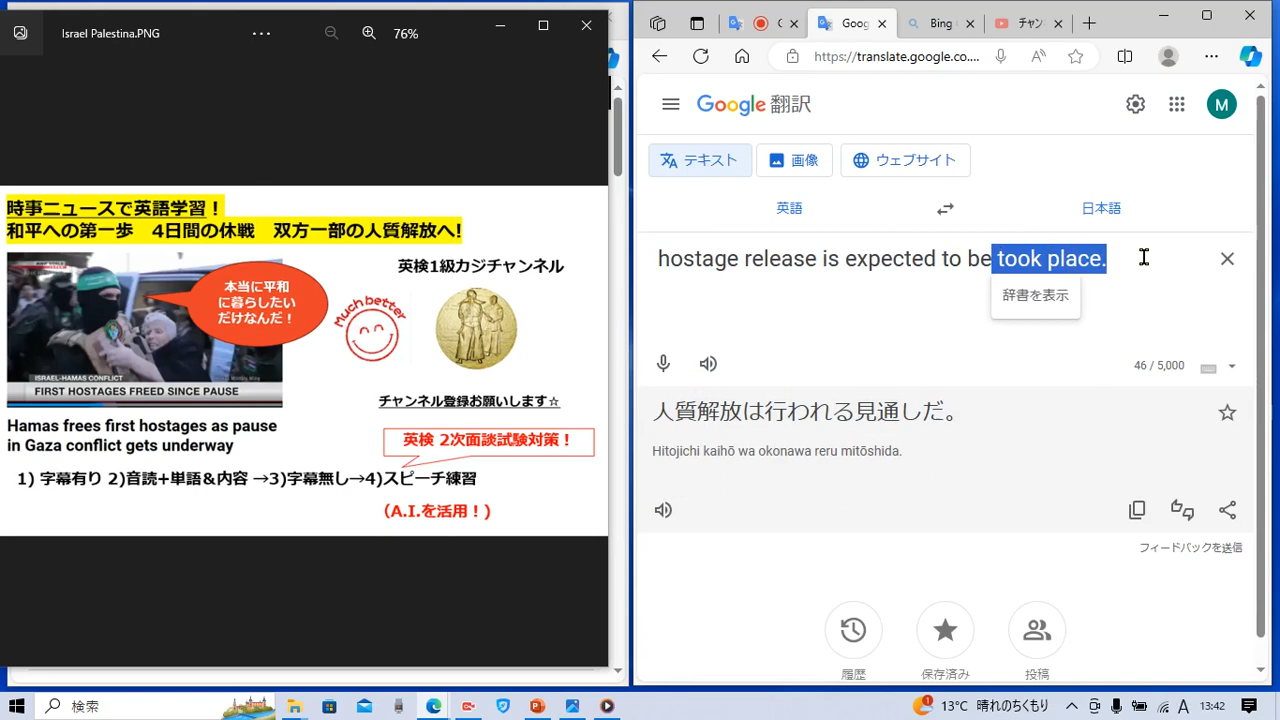 Israel Palestina.PNG
76%
時事ニュースで英語学習！
和平への第一歩 4日間の休戦 双方一部の人質解放へ!
本当に平和
に暮らしたい
だけなんだ！
英検1級カジチャンネル
Much better
ISRAEL-HAMAS CONFLICT
FIRST HOSTAGES FREED SINCE PAUSE
チャンネル登録お願いします☆
Hamas frees first hostages as pause
in Gaza conflict gets underway
英検 2次面談試験対策！
1) 字幕有り 2)音読+単語＆内容 →3)字幕無し→4)スピーチ練習
（A.I.を活用！）
Goog
Bing
チャン
https://translate.google.co....
Google 翻訳
M
テキスト
画像
ウェブサイト
英語
日本語
hostage release is expected to be took place.
辞書を表示
46 / 5,000
人質解放は行われる見通しだ。
Hitojichi kaihō wa okonawa reru mitōshida.
フィードバックを送信
履歴
保存済み
投稿
検索
1
13°C 晴れのちくもり
A
13:42